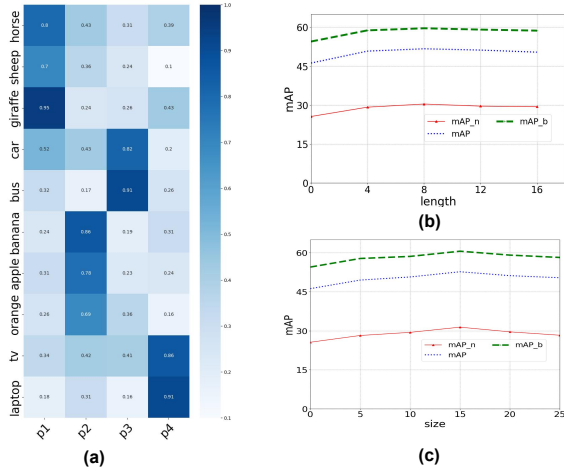 horse 0.8 0.43 0.31 0.39
sheep 0.7 0.36 0.24 0.1
giraffe 0.95 0.24 0.26 0.43
car 0.52 0.43 0.82 0.2
bus 0.32 0.17 0.91 0.26
banana 0.24 0.86 0.19 0.31
apple 0.31 0.78 0.23 0.24
orange 0.26 0.69 0.36 0.16
tv 0.34 0.42 0.41 0.86
laptop 0.18 0.31 0.16 0.91
p1 p2 p3 p4
1.0
0.9
0.8
0.7
0.6
0.5
0.4
0.3
0.2
0.1
(a)
mAP
60
45
30
15
0
mAP_n mAP_b
mAP
0 4 8 12 16
length
(b)
mAP
60
45
30
15
0
mAP_n mAP_b
mAP
0 5 10 15 20 25
size
(c)